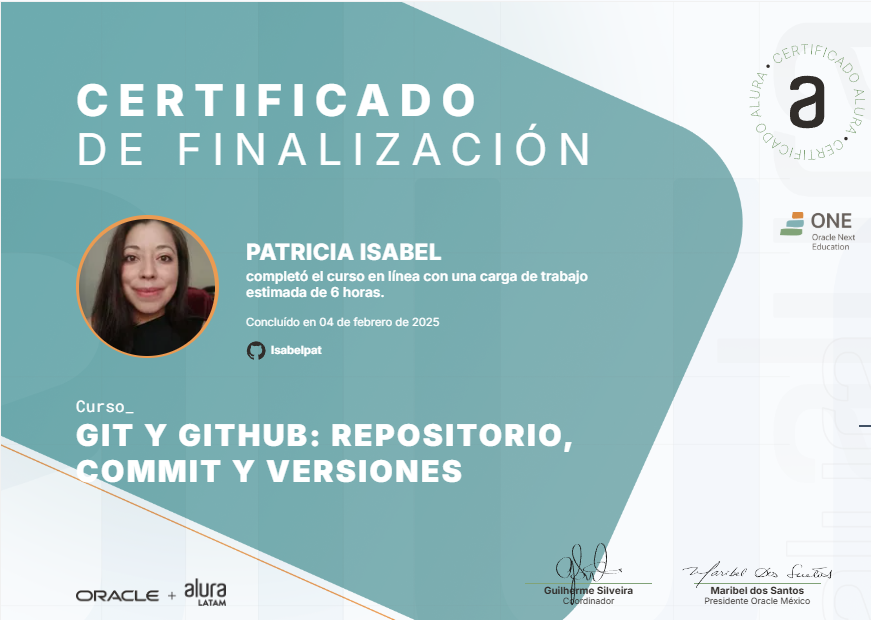 CERTIFICADO
DE FINALIZACIÓN
CERTIFICADO ALURA • CERTIFICADO ALURA •
a
ONE
Oracle Next
Education
PATRICIA ISABEL
completó el curso en línea con una carga de trabajo
estimada de 6 horas.
Concluído en 04 de febrero de 2025
Isabelpat
Curso_
GIT Y GITHUB: REPOSITORIO,
COMMIT Y VERSIONES
ORACLE + alura
LATAM
Maribel Dos Santos
Guilherme Silveira
Coordinador
Maribel dos Santos
Presidente Oracle México